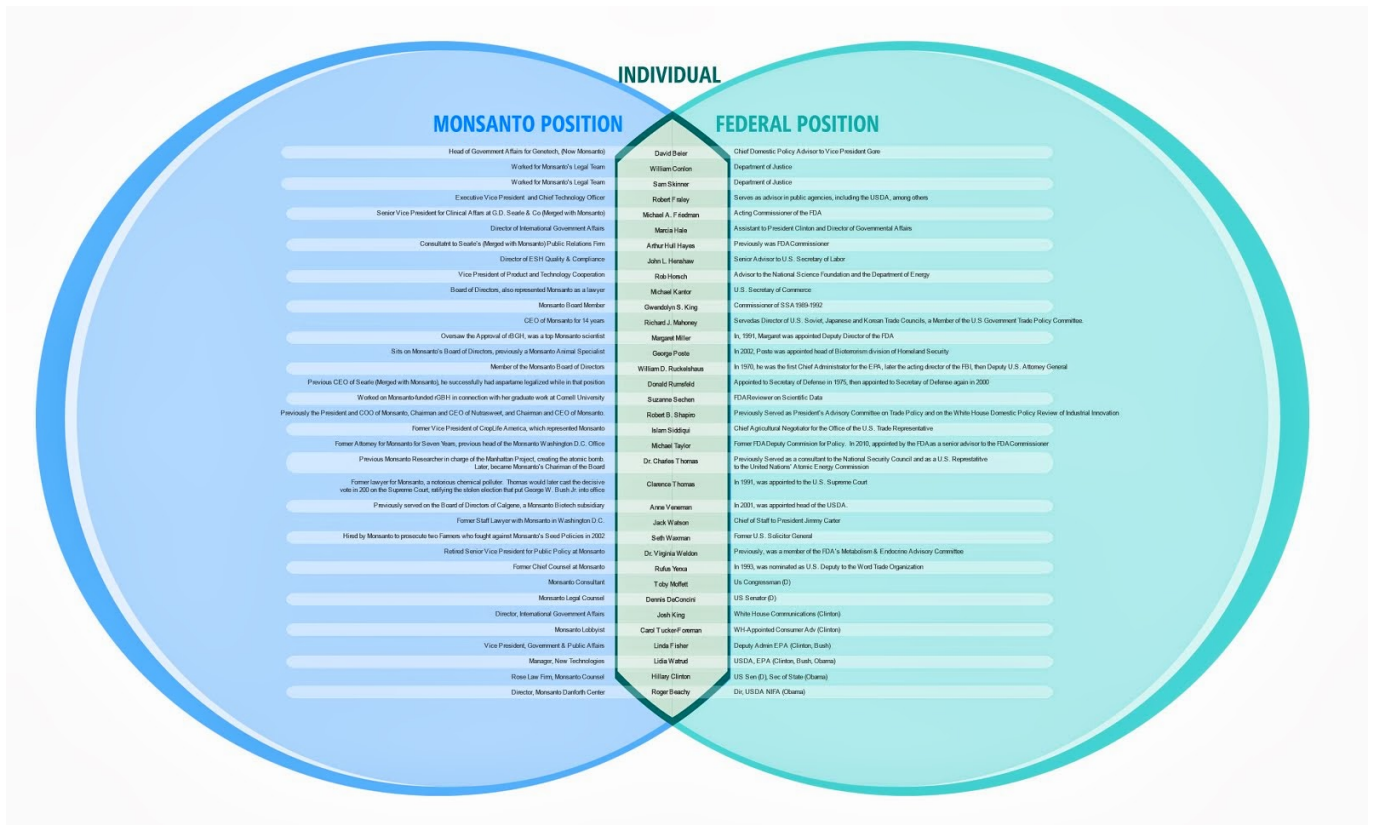 INDIVIDUAL
MONSANTO POSITION FEDERAL POSITION
Head of Government Affairs for Genetech, (Now Monsanto) David Beier Chief Domestic Policy Advisor to Vice President Gore
Worked for Monsanto's Legal Team William Conlon Department of Justice
Worked for Monsanto's Legal Team Sam Skinner Department of Justice
Executive Vice President and Chief Technology Officer Robert Fraley Serves as advisor in public agencies, including the USDA, among others
Senior Vice President for Clinical Affairs at G.D. Searle & Co (Merged with Monsanto) Michael A. Friedman Acting Commissioner of the FDA
Director of International Government Affairs Marcia Hale Assistant to President Clinton and Director of Governmental Affairs
Consultatnt to Searle's (Merged with Monsanto) Public Relations Firm Arthur Hull Hayes Previously was FDA Commissioner
Director of ESH Quality & Compliance John L. Henshaw Senior Advisor to U.S. Secretary of Labor
Vice President of Product and Technology Cooperation Rob Horsch Advisor to the National Science Foundation and the Department of Energy
Board of Directors, also represented Monsanto as a lawyer Michael Kantor U.S. Secretary of Commerce
Monsanto Board Member Gwendolyn S. King Commissioner of SSA 1989-1992
CEO of Monsanto for 14 years Richard J. Mahoney Servedas Director of U.S. Soviet, Japanese and Korean Trade Councils, a Member of the U.S Government Trade Policy Committee.
Oversaw the Approval of rBGH, was a top Monsanto scientist Margaret Miller In, 1991, Margaret was appointed Deputy Director of the FDA
Sits on Monsanto's Board of Directors, previously a Monsanto Animal Specialist George Poste In 2002, Poste was appointed head of Bioterrorism division of Homeland Security
Member of the Monsanto Board of Directors William D. Ruckelshaus In 1970, he was the first Chief Administrator for the EPA, later the acting director of the FBI, then Deputy U.S. Attorney General
Previous CEO of Searle (Merged with Monsanto), he successfully had aspartame legalized while in that position Donald Rumsfeld Appointed to Secretary of Defense in 1975, then appointed to Secretary of Defense again in 2000
Worked on Monsanto-funded rGBH in connection with her graduate work at Cornell University Suzanne Sechen FDA Reviewer on Scientific Data
Previously the President and COO of Monsanto, Chairman and CEO of Nutrasweet, and Chairman and CEO of Monsanto. Robert B. Shapiro Previously Served as President's Advisory Committee on Trade Policy and on the White House Domestic Policy Review of Industrial Innovation
Former Vice President of CropLife America, which represented Monsanto Islam Siddiqui Chief Agricultural Negotiator for the Office of the U.S. Trade Representative
Former Attorney for Monsanto for Seven Years, previous head of the Monsanto Washington D.C. Office Michael Taylor Former FDA Deputy Commision for Policy. In 2010, appointed by the FDA as a senior advisor to the FDA Commissioner
Previous Monsanto Researcher in charge of the Manhattan Project, creating the atomic bomb. Dr. Charles Thomas Previously Served as a consultant to the National Security Council and as a U.S. Represtatitve
Later, became Monsanto's Chariman of the Board to the United Nations' Atomic Energy Commission
Former lawyer for Monsanto, a notorious chemical polluter. Thomas would later cast the decisive Clarence Thomas In 1991, was appointed to the U.S. Supreme Court
vote in 200 on the Supreme Court, ratifying the stolen election that put George W. Bush Jr. into office
Previously served on the Board of Directors of Calgene, a Monsanto Biotech subsidiary Anne Veneman In 2001, was appointed head of the USDA.
Former Staff Lawyer with Monsanto in Washington D.C. Jack Watson Chief of Staff to President Jimmy Carter
Hired by Monsanto to prosecute two Farmers who fought against Monsanto's Seed Policies in 2002 Seth Waxman Former U.S. Solicitor General
Retired Senior Vice President for Public Policy at Monsanto Dr. Virginia Weldon Previously, was a member of the FDA's Metabolism & Endocrine Advisory Committee
Former Chief Counsel at Monsanto Rufus Yerxa In 1993, was nominated as U.S. Deputy to the Word Trade Organization
Monsanto Consultant Toby Moffett Us Congressman (D)
Monsanto Legal Counsel Dennis DeConcini US Senator (D)
Director, International Government Affairs Josh King White House Communications (Clinton)
Monsanto Lobbyist Carol Tucker-Foreman WH-Appointed Consumer Adv (Clinton)
Vice President, Government & Public Affairs Linda Fisher Deputy Admin EPA (Clinton, Bush)
Manager, New Technologies Lidia Watrud USDA, EPA (Clinton, Bush, Obama)
Rose Law Firm, Monsanto Counsel Hillary Clinton US Sen (D), Sec of State (Obama)
Director, Monsanto Danforth Center Roger Beachy Dir, USDA NIFA (Obama)